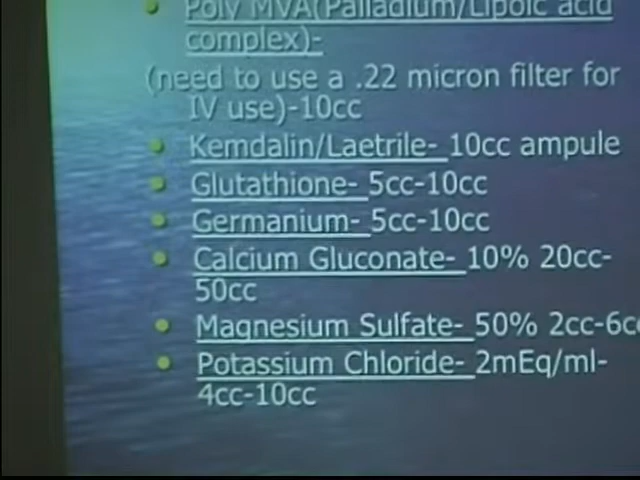 Poly MVA(Palladium/Lipoic acid
complex)-
(need to use a .22 micron filter for
IV use)-10cc
Kemdalin/Laetrile- 10cc ampule
Glutathione- 5cc-10cc
Germanium- 5cc-10cc
Calcium Gluconate- 10% 20cc-
50cc
Magnesium Sulfate- 50% 2cc-6cc
Potassium Chloride- 2mEq/ml-
4cc-10cc